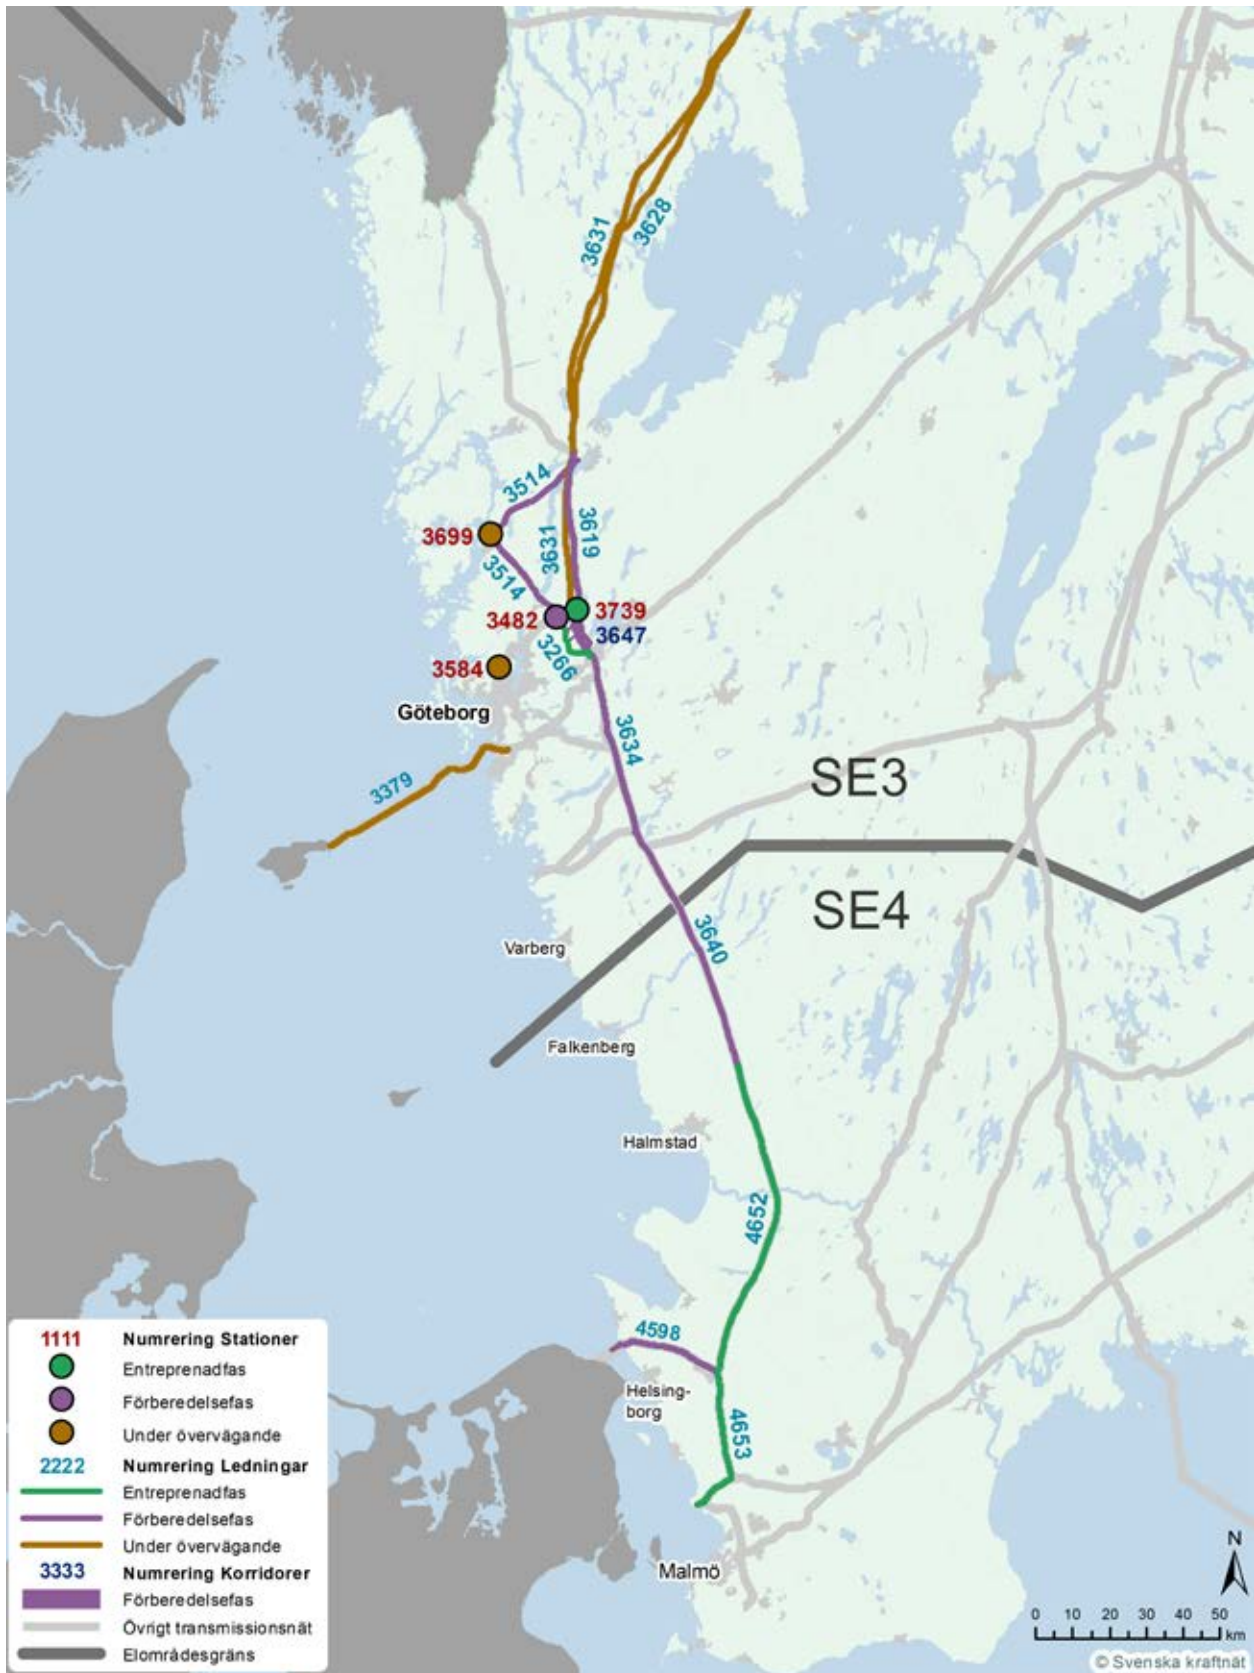 3631
3628
3514
3699
3631
3619
3514
3482
3739
3647
3266
3584
Göteborg
3634
3379
SE3
SE4
3640
Varberg
Falkenberg
Halmstad
4652
4598
Helsing-
borg
4653
Malmö
1111 Numrering Stationer
Entreprenadfas
Förberedelsefas
Under övervägande
2222 Numrering Ledningar
Entreprenadfas
Förberedelsefas
Under övervägande
3333 Numrering Korridorer
Förberedelsefas
Övrigt transmissionsnät
Elområdesgräns
N
0 10 20 30 40 50
km
© Svenska kraftnät